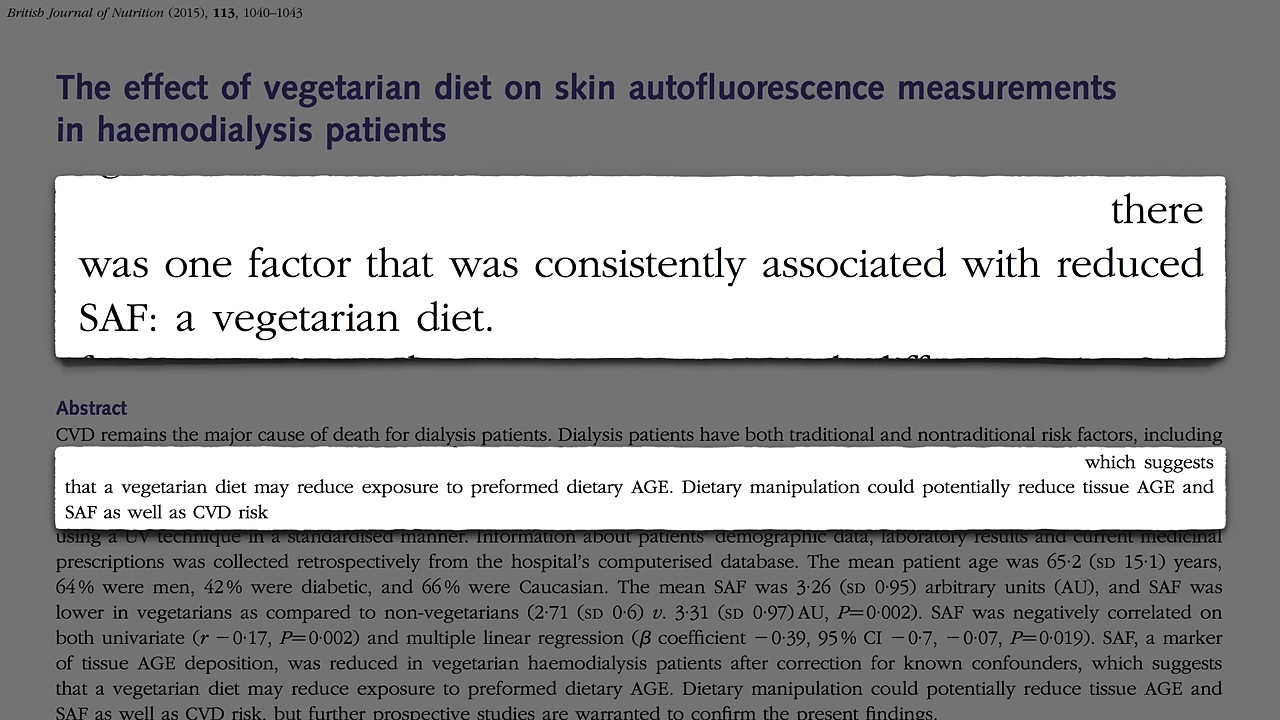 British Journal of Nutrition (2015), 113, 1040–1043
The effect of vegetarian diet on skin autofluorescence measurements
in haemodialysis patients
there
was one factor that was consistently associated with reduced
SAF: a vegetarian diet.
Abstract
CVD remains the major cause of death for dialysis patients. Dialysis patients have both traditional and nontraditional risk factors, including
which suggests
that a vegetarian diet may reduce exposure to preformed dietary AGE. Dietary manipulation could potentially reduce tissue AGE and
SAF as well as CVD risk
using a UV technique in a standardised manner. Information about patients' demographic data, laboratory results and current medicinal
prescriptions was collected retrospectively from the hospital's computerised database. The mean patient age was 65·2 (SD 15·1) years,
64 % were men, 42 % were diabetic, and 66 % were Caucasian. The mean SAF was 3·26 (SD 0·95) arbitrary units (AU), and SAF was
lower in vegetarians as compared to non-vegetarians (2·71 (SD 0·6) v. 3·31 (SD 0·97) AU, P=0·002). SAF was negatively correlated on
both univariate (r −0·17, P=0·002) and multiple linear regression (β coefficient −0·39, 95 % CI −0·7, −0·07, P=0·019). SAF, a marker
of tissue AGE deposition, was reduced in vegetarian haemodialysis patients after correction for known confounders, which suggests
that a vegetarian diet may reduce exposure to preformed dietary AGE. Dietary manipulation could potentially reduce tissue AGE and
SAF as well as CVD risk, but further prospective studies are warranted to confirm the present findings.